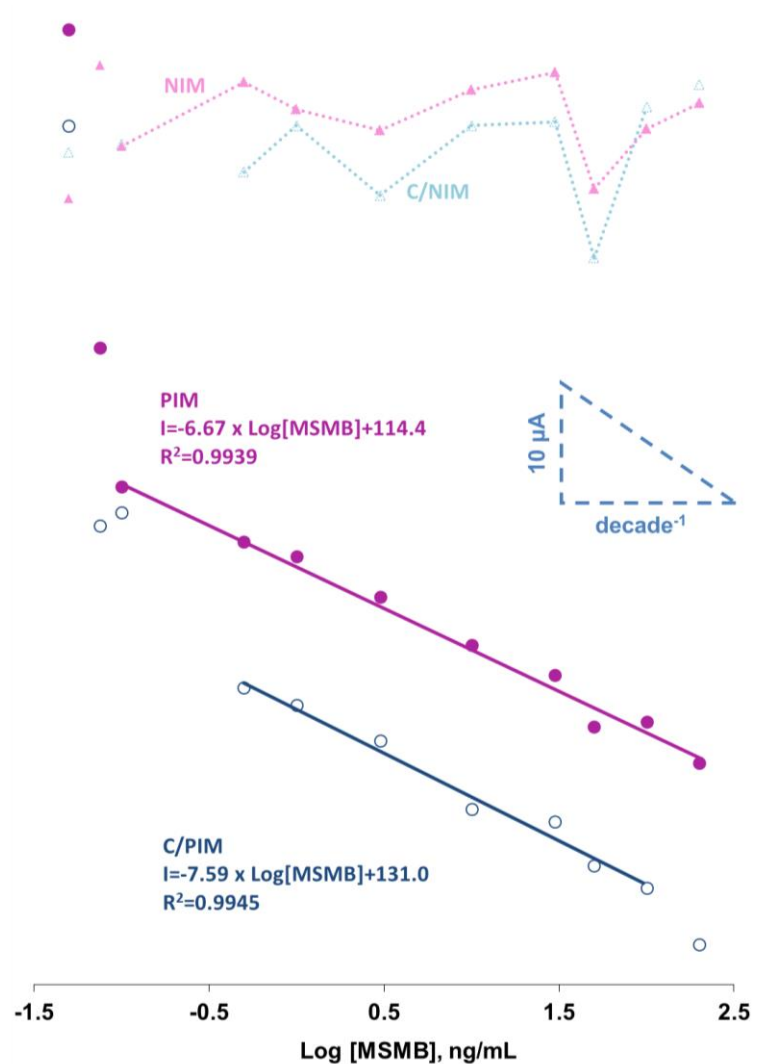 NIM
C/NIM
PIM
I=-6.67 x Log[MSMB]+114.4
R²=0.9939
10 µA
decade⁻¹
C/PIM
I=-7.59 x Log[MSMB]+131.0
R²=0.9945
-1.5 -0.5 0.5 1.5 2.5
Log [MSMB], ng/mL